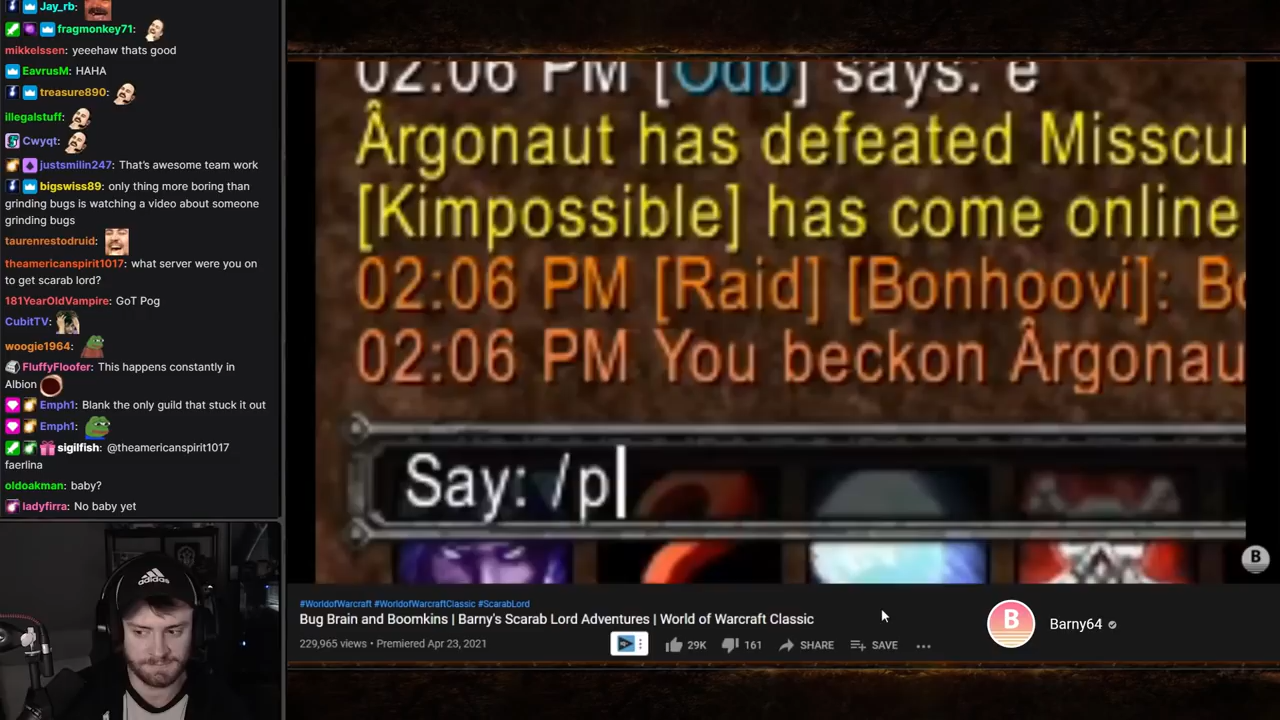 Jay_rb:
fragmonkey71:
mikkelssen: yeeehaw thats good
EavrusM: HAHA
treasure890:
illegalstuff:
Cwyqt:
justsmilin247: That's awesome team work
bigswiss89: only thing more boring than
grinding bugs is watching a video about someone
grinding bugs
taurenrestodruid:
theamericanspirit1017: what server were you on
to get scarab lord?
181YearOldVampire: GoT Pog
CubitTV:
woogie1964:
FluffyFloofer: This happens constantly in
Albion
Emph1: Blank the only guild that stuck it out
Emph1:
sigilfish: @theamericanspirit1017
faerlina
oldoakman: baby?
ladyfirra: No baby yet
adidas
02:06 PM [Odb] says: e
Ârgonaut has defeated Misscu
[Kimpossible] has come online
02:06 PM [Raid] [Bonhoovi]: Bo
02:06 PM You beckon Ârgonau
Say: /p
B
#WorldofWarcraft #WorldofWarcraftClassic #ScarabLord
Bug Brain and Boomkins | Barny's Scarab Lord Adventures | World of Warcraft Classic
229,965 views • Premiered Apr 23, 2021
29K
161
SHARE
SAVE
B
Barny64